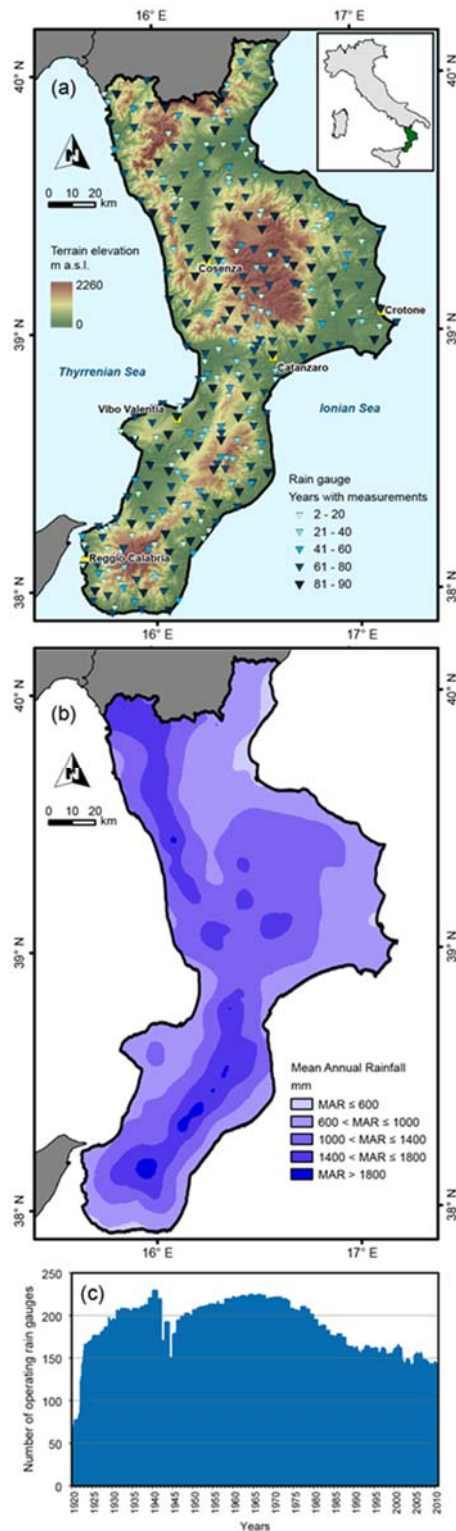 16° E
17° E
40° N
40° N
(a)
N
0 10 20
km
Terrain elevation
m a.s.l.
2260
0
Cosenza
Crotone
39° N
39° N
Catanzaro
Thyrrenian Sea
Ionian Sea
Vibo Valentia
Rain gauge
Years with measurements
2 - 20
21 - 40
41 - 60
61 - 80
81 - 90
Reggio Calabria
38° N
38° N
16° E
17° E
(b)
40° N
40° N
N
0 10 20
km
39° N
39° N
Mean Annual Rainfall
mm
MAR ≤ 600
600 < MAR ≤ 1000
1000 < MAR ≤ 1400
1400 < MAR ≤ 1800
MAR > 1800
38° N
38° N
16° E
17° E
(c)
Number of operating rain gauges
250
200
150
100
50
0
1920 1925 1930 1935 1940 1945 1950 1955 1960 1965 1970 1975 1980 1985 1990 1995 2000 2005 2010
Years